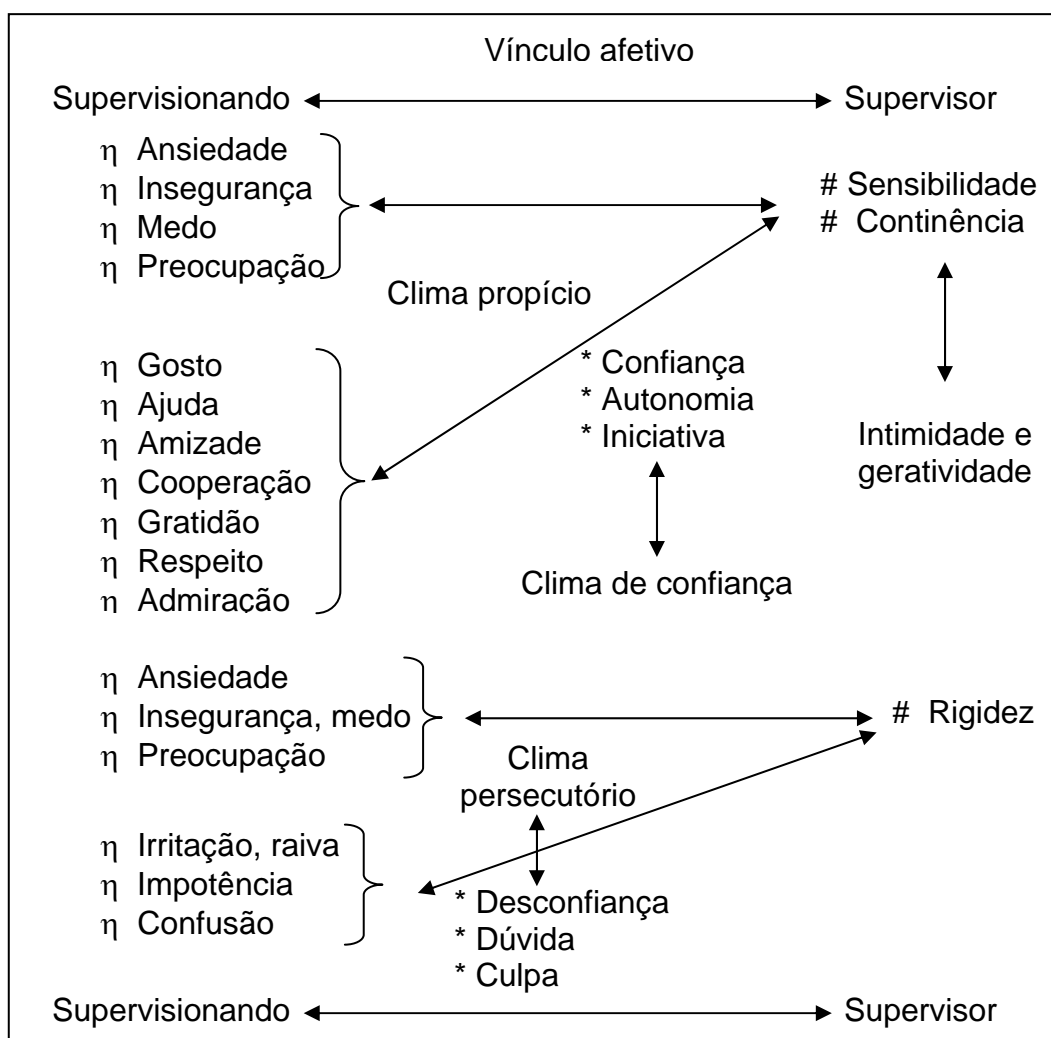 Vínculo afetivo
Supervisionando Supervisor
η Ansiedade
η Insegurança
η Medo
η Preocupação
# Sensibilidade
# Continência
Clima propício
η Gosto
η Ajuda
η Amizade
η Cooperação
η Gratidão
η Respeito
η Admiração
* Confiança
* Autonomia
* Iniciativa
Intimidade e
geratividade
Clima de confiança
η Ansiedade
η Insegurança, medo
η Preocupação
# Rigidez
Clima
persecutório
η Irritação, raiva
η Impotência
η Confusão
* Desconfiança
* Dúvida
* Culpa
Supervisionando Supervisor